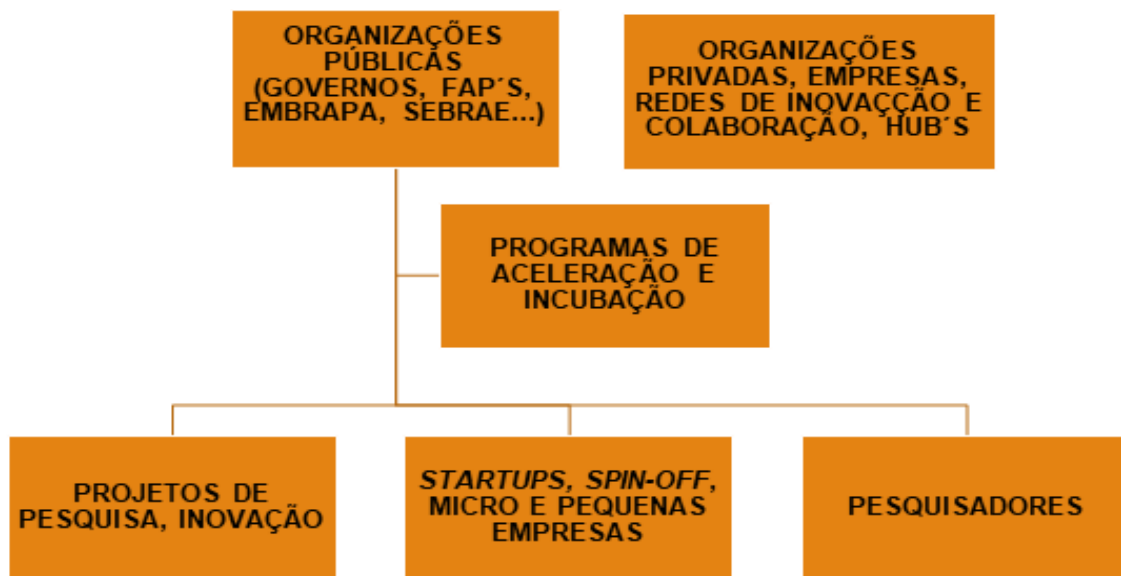 ORGANIZAÇÕES
PÚBLICAS
(GOVERNOS, FAP´S,
EMBRAPA, SEBRAE...)
ORGANIZAÇÕES
PRIVADAS, EMPRESAS,
REDES DE INOVAÇÇÃO E
COLABORAÇÃO, HUB´S
PROGRAMAS DE
ACELERAÇÃO E
INCUBAÇÃO
PROJETOS DE
PESQUISA, INOVAÇÃO
STARTUPS, SPIN-OFF,
MICRO E PEQUENAS
EMPRESAS
PESQUISADORES